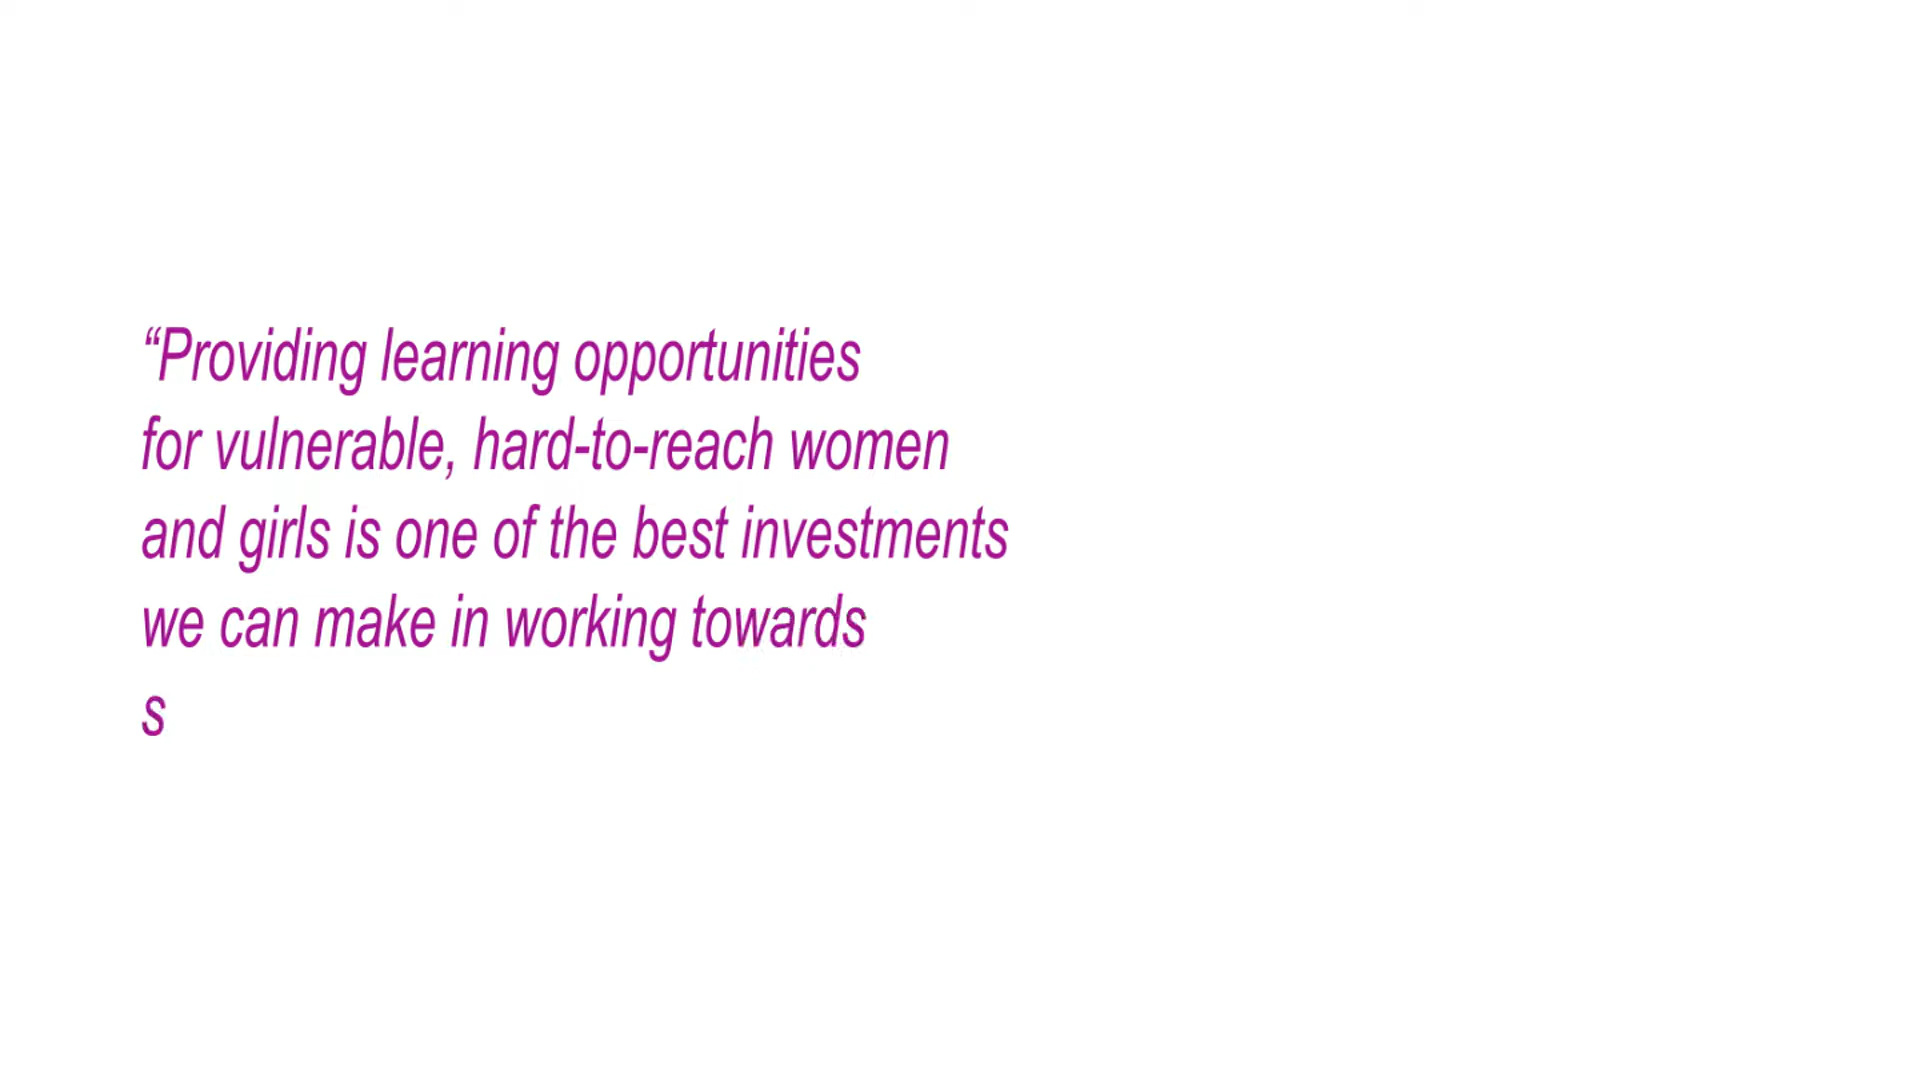 “Providing learning opportunities
for vulnerable, hard-to-reach women
and girls is one of the best investments
we can make in working towards
s